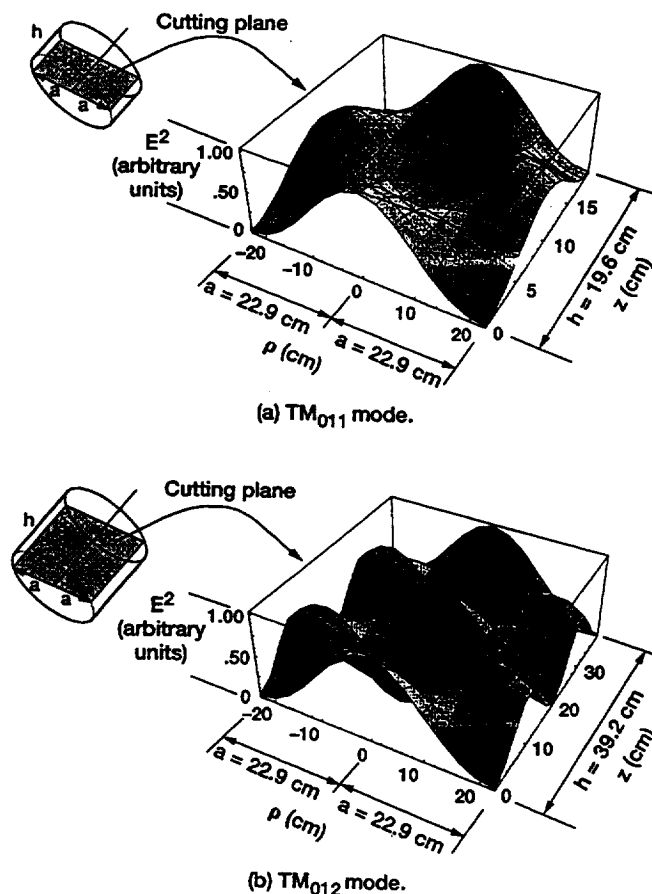 Cutting plane
h
a
a
E2
(arbitrary
units)
1.00
.50
0
−20
−10
0
10
20
0
5
10
15
a = 22.9 cm
a = 22.9 cm
ρ (cm)
h = 19.6 cm
z (cm)
(a) TM011 mode.
Cutting plane
h
a
a
E2
(arbitrary
units)
1.00
.50
0
−20
−10
0
10
20
0
10
20
30
a = 22.9 cm
a = 22.9 cm
ρ (cm)
h = 39.2 cm
z (cm)
(b) TM012 mode.